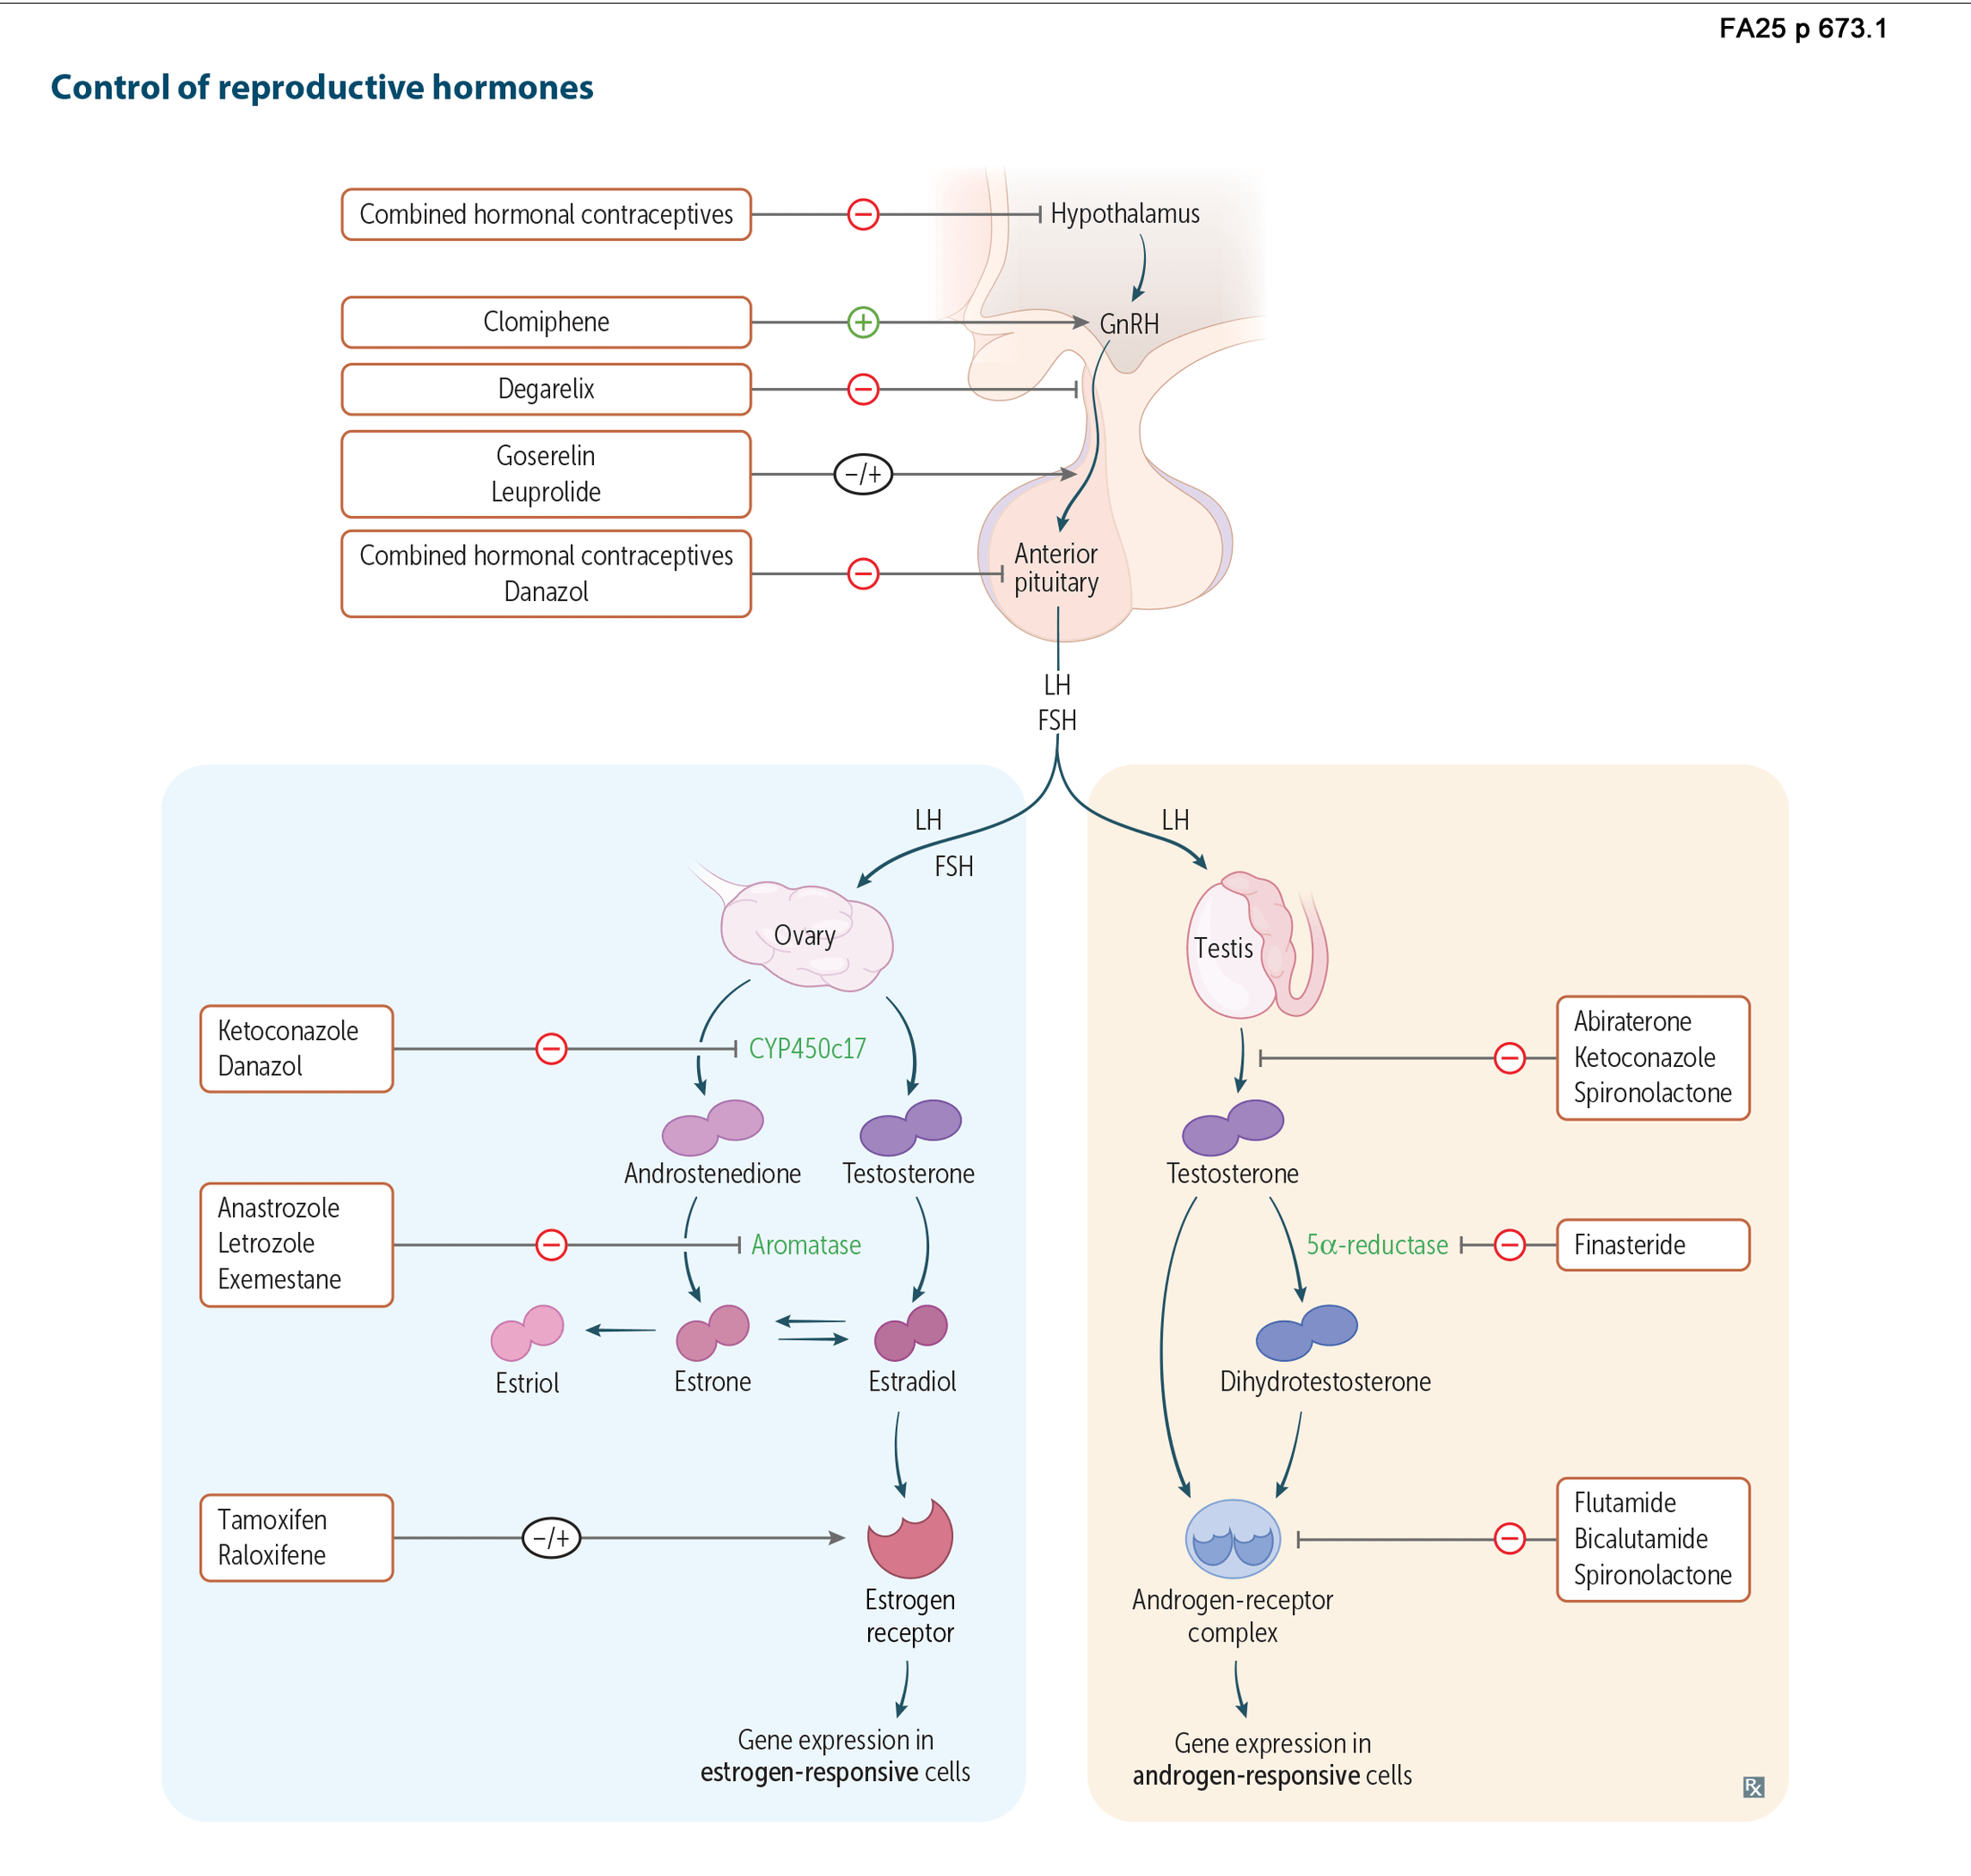 FA25 p 673.1
Control of reproductive hormones
Combined hormonal contraceptives
−
Hypothalamus
Clomiphene
+
GnRH
Degarelix
−
Goserelin
Leuprolide
−/+
Combined hormonal contraceptives
Danazol
−
Anterior
pituitary
LH
FSH
LH
FSH
LH
Ovary
Testis
Ketoconazole
Danazol
−
CYP450c17
Abiraterone
Ketoconazole
Spironolactone
−
Androstenedione
Testosterone
Testosterone
Anastrozole
Letrozole
Exemestane
−
Aromatase
5α-reductase
−
Finasteride
Estriol
Estrone
Estradiol
Dihydrotestosterone
Tamoxifen
Raloxifene
−/+
Estrogen
receptor
Flutamide
Bicalutamide
Spironolactone
−
Androgen-receptor
complex
Gene expression in
estrogen-responsive cells
Gene expression in
androgen-responsive cells
Rx